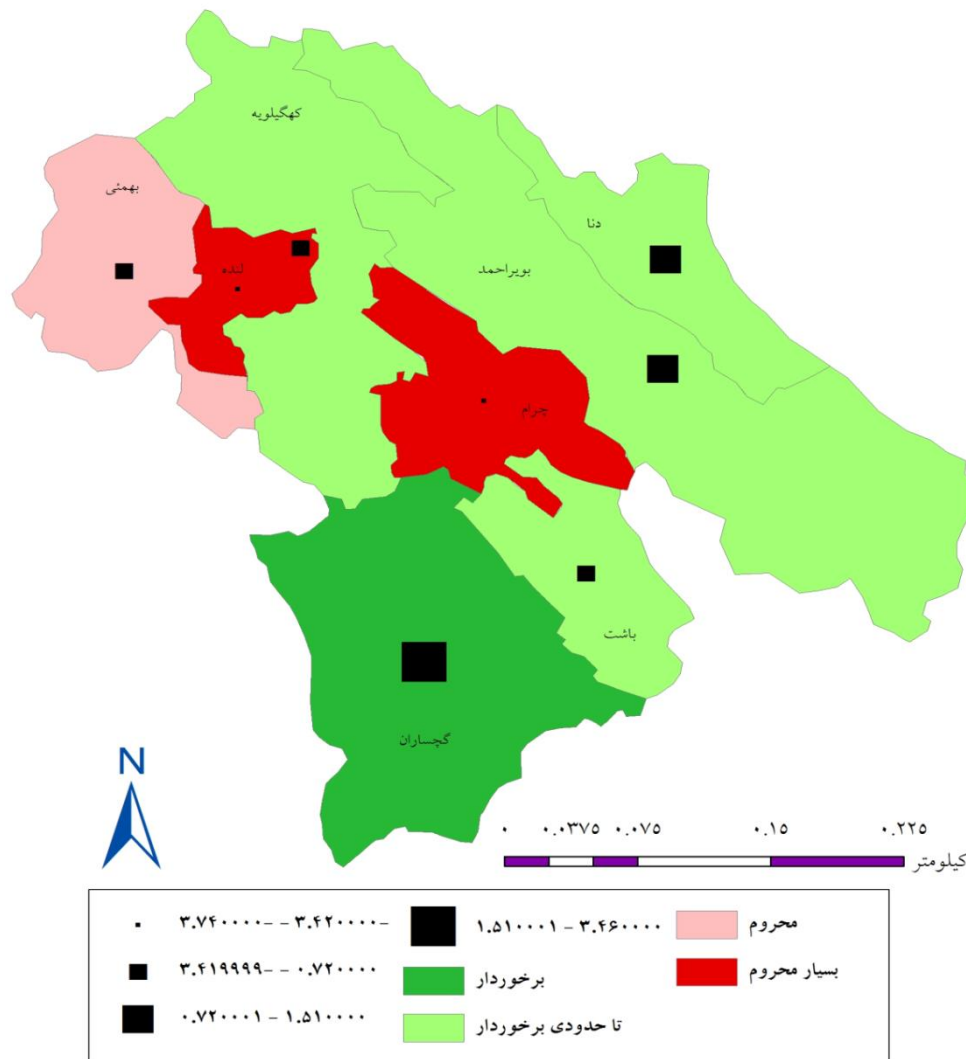 کهگیلویه
بهمئی
دنا
لنده
بویراحمد
چرام
باشت
گچساران
N
۰ ۰.۰۳۷۵ ۰.۰۷۵ ۰.۱۵ ۰.۲۲۵
کیلومتر
۳.۷۴۰۰۰۰- - ۳.۴۲۰۰۰۰-
۱.۵۱۰۰۰۱ - ۳.۴۶۰۰۰۰
محروم
۳.۴۱۹۹۹۹- - ۰.۷۲۰۰۰۰
برخوردار
بسیار محروم
۰.۷۲۰۰۰۱ - ۱.۵۱۰۰۰۰
تا حدودی برخوردار